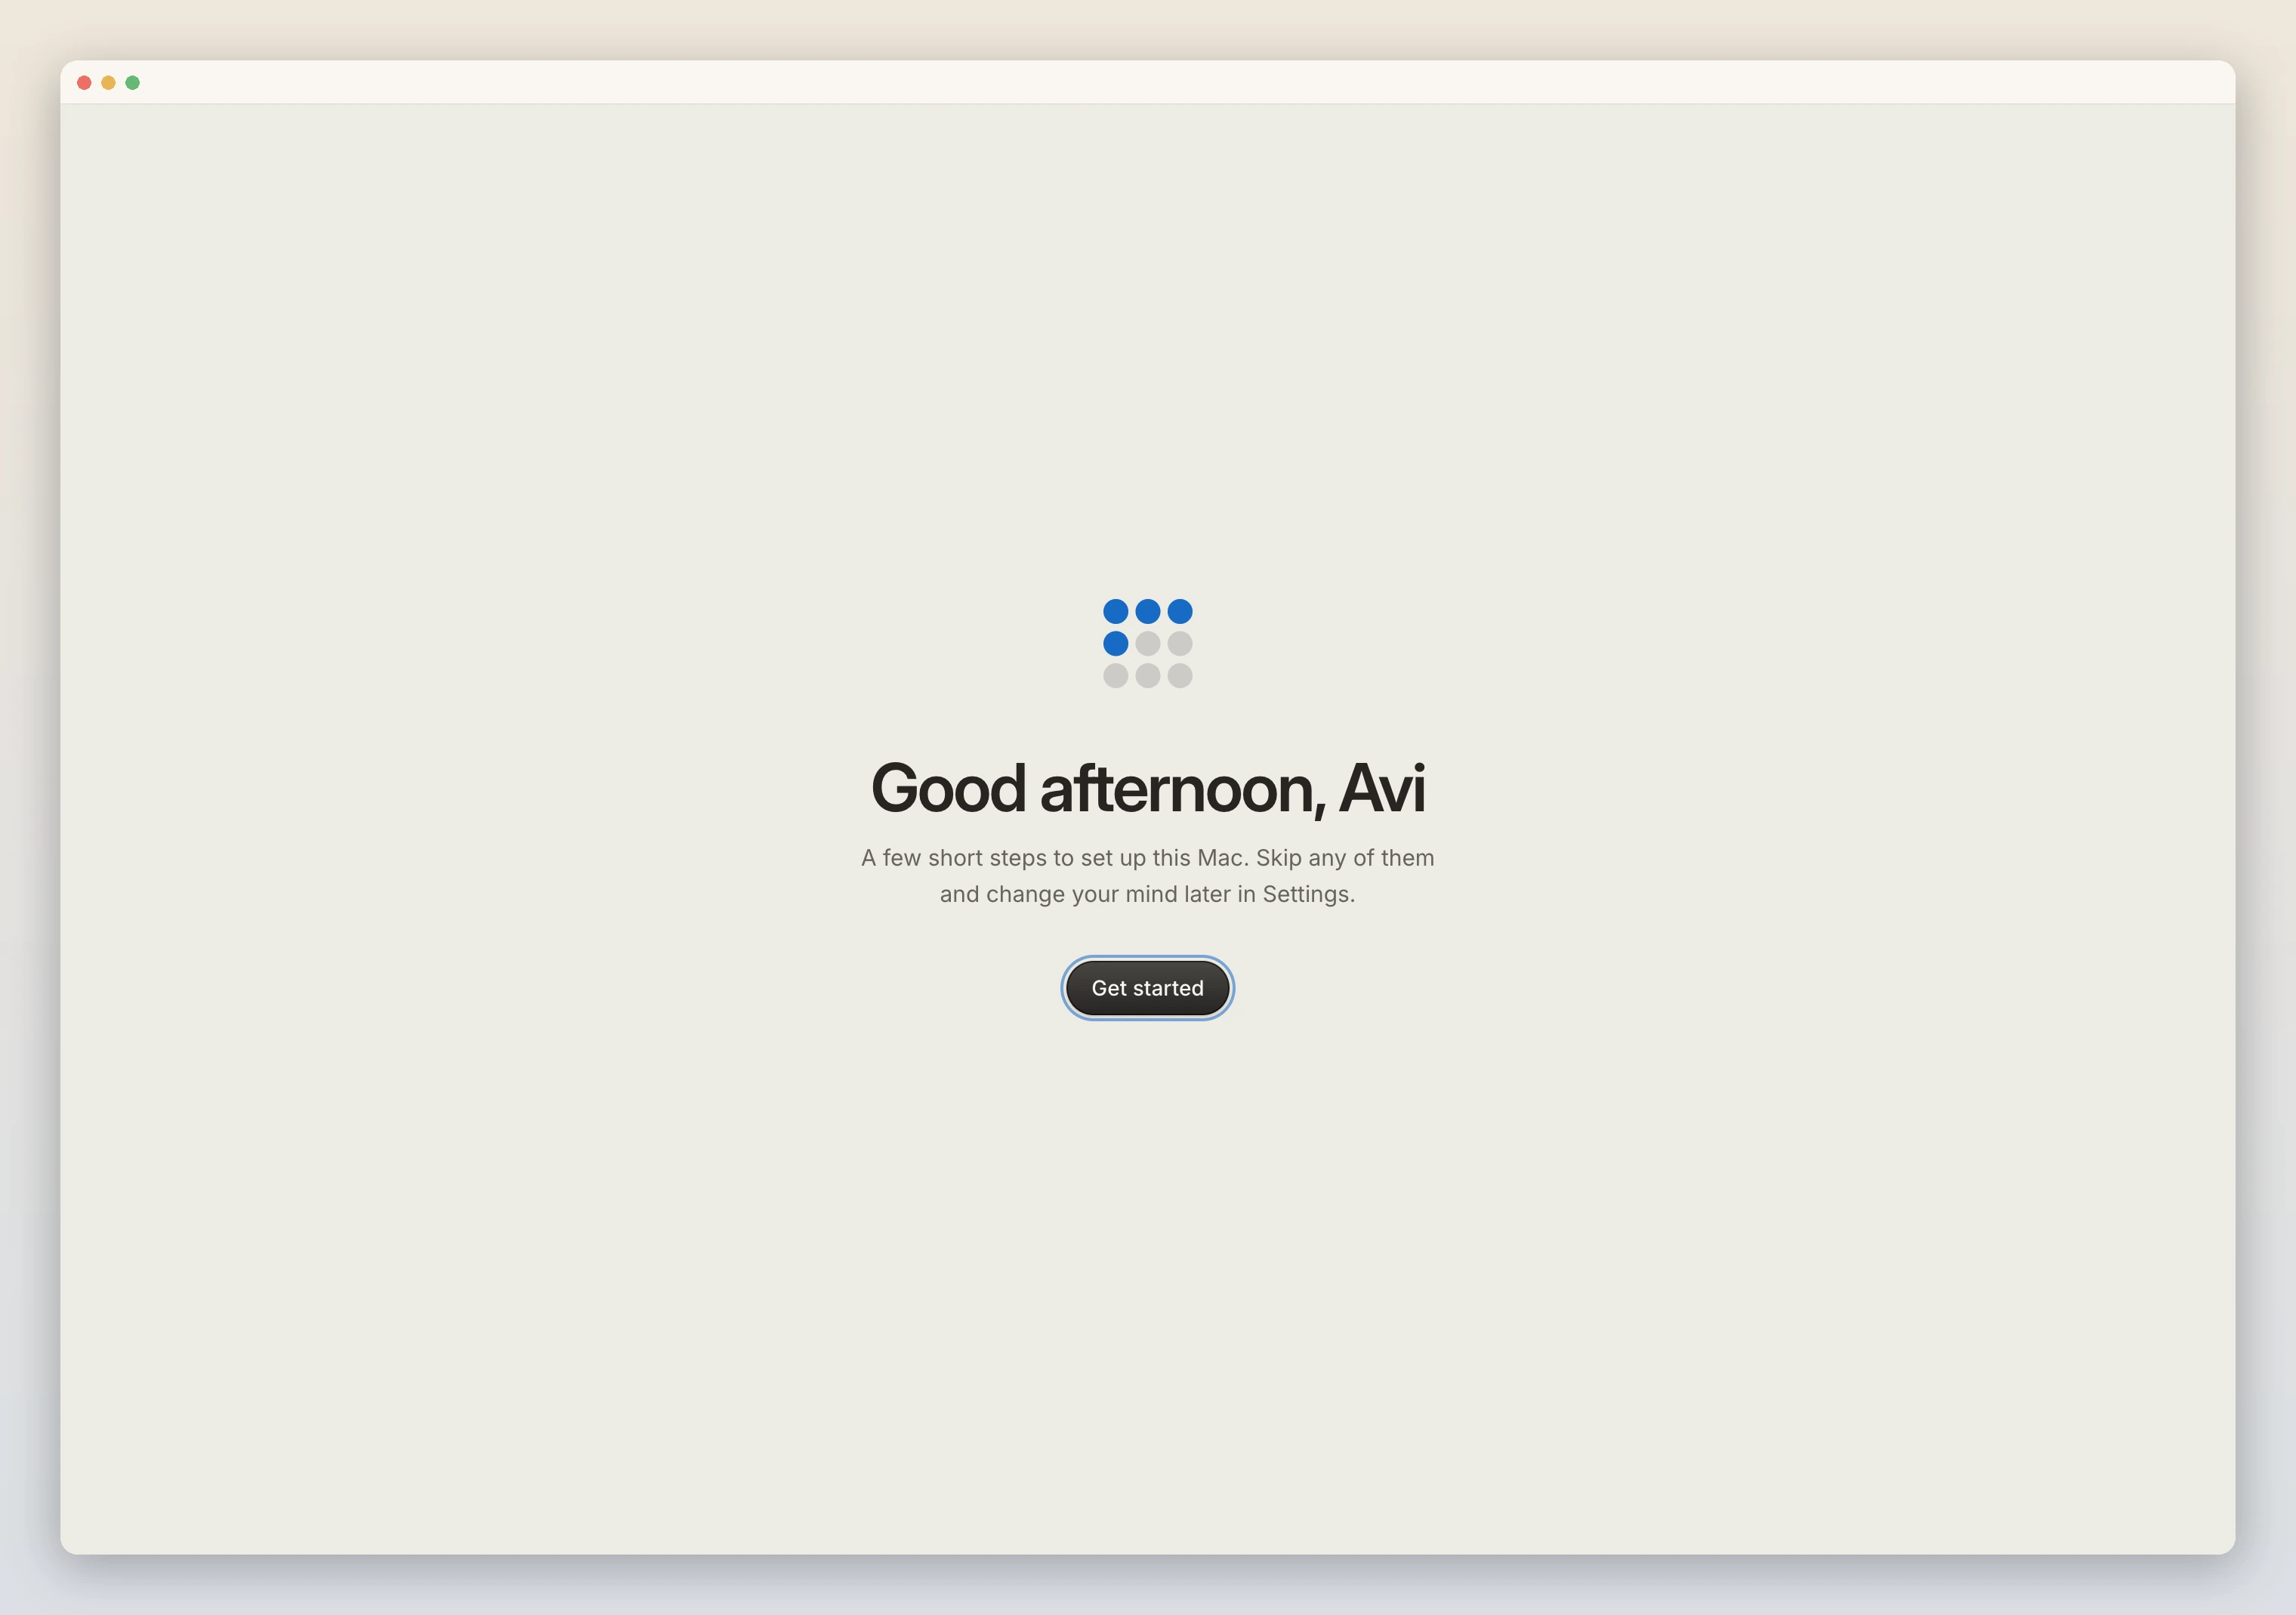 Good afternoon, Avi
A few short steps to set up this Mac. Skip any of them
and change your mind later in Settings.
Get started